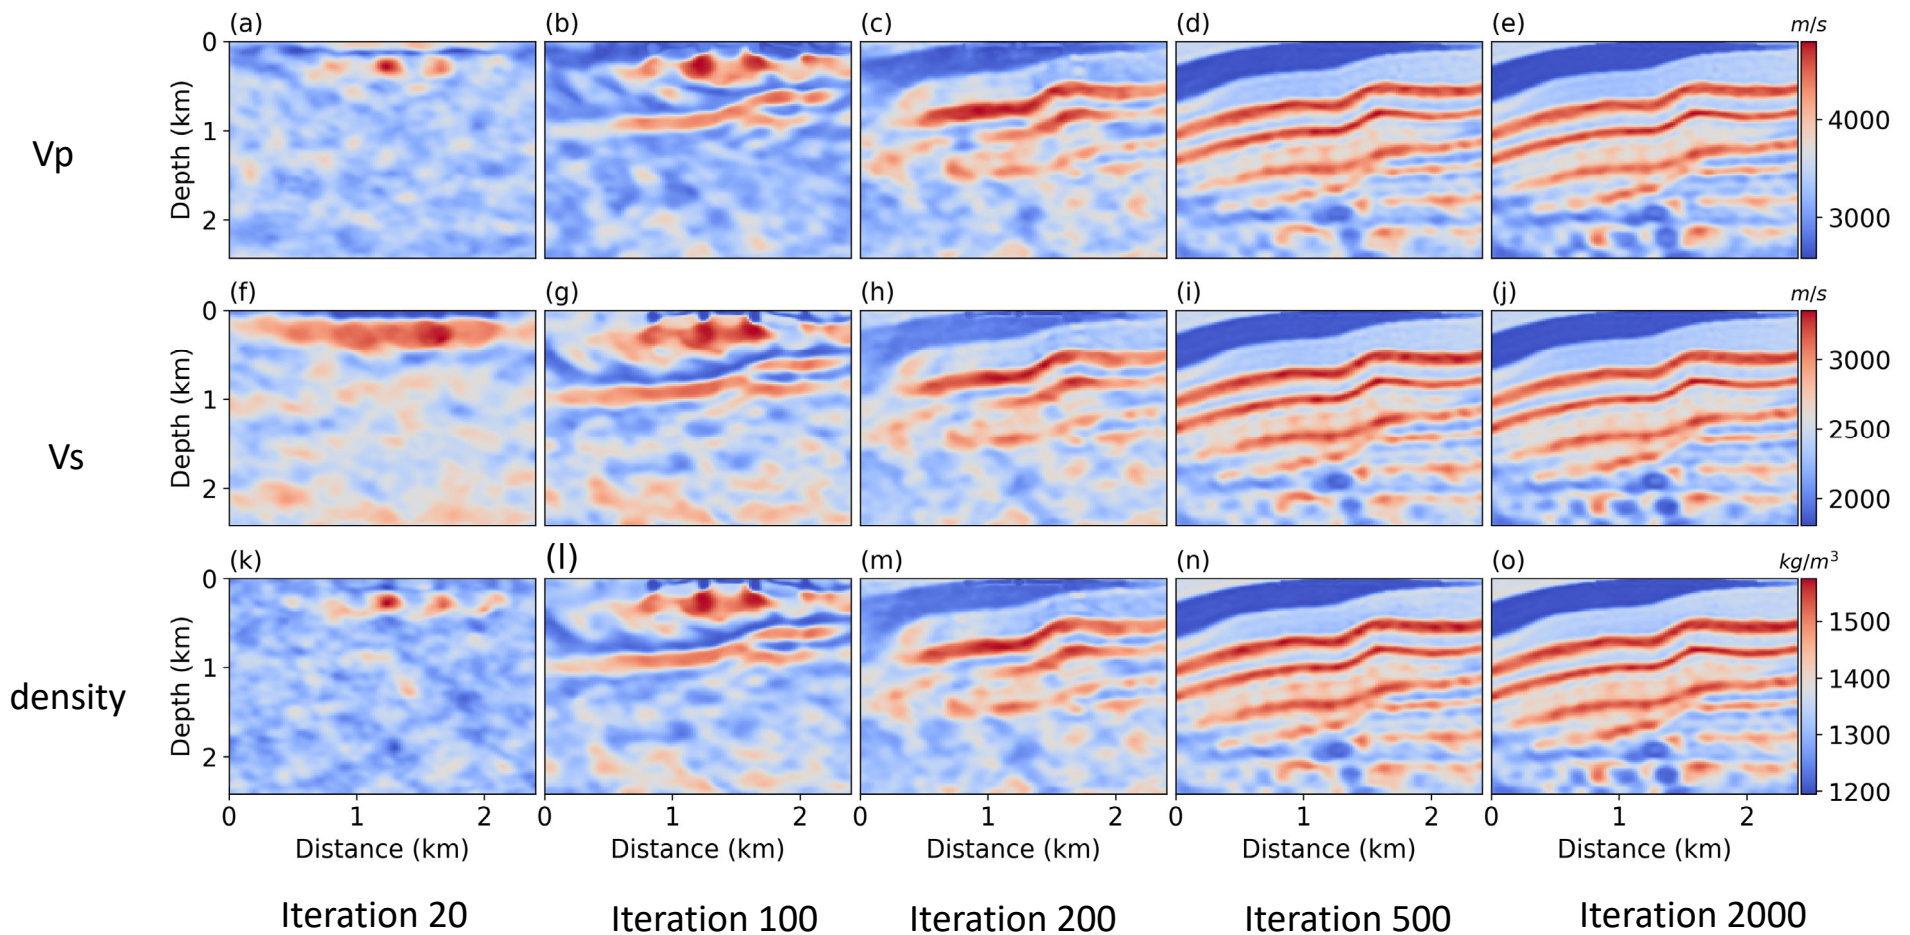 (a) (b) (c) (d) (e) m/s
0
1
2
Depth (km)
Vp
4000
3000
(f) (g) (h) (i) (j) m/s
0
1
2
Depth (km)
Vs
3000
2500
2000
(k) (l) (m) (n) (o) kg/m³
0
1
2
Depth (km)
density
1500
1400
1300
1200
0 1 2 0 1 2 0 1 2 0 1 2 0 1 2
Distance (km) Distance (km) Distance (km) Distance (km) Distance (km)
Iteration 20 Iteration 100 Iteration 200 Iteration 500 Iteration 2000